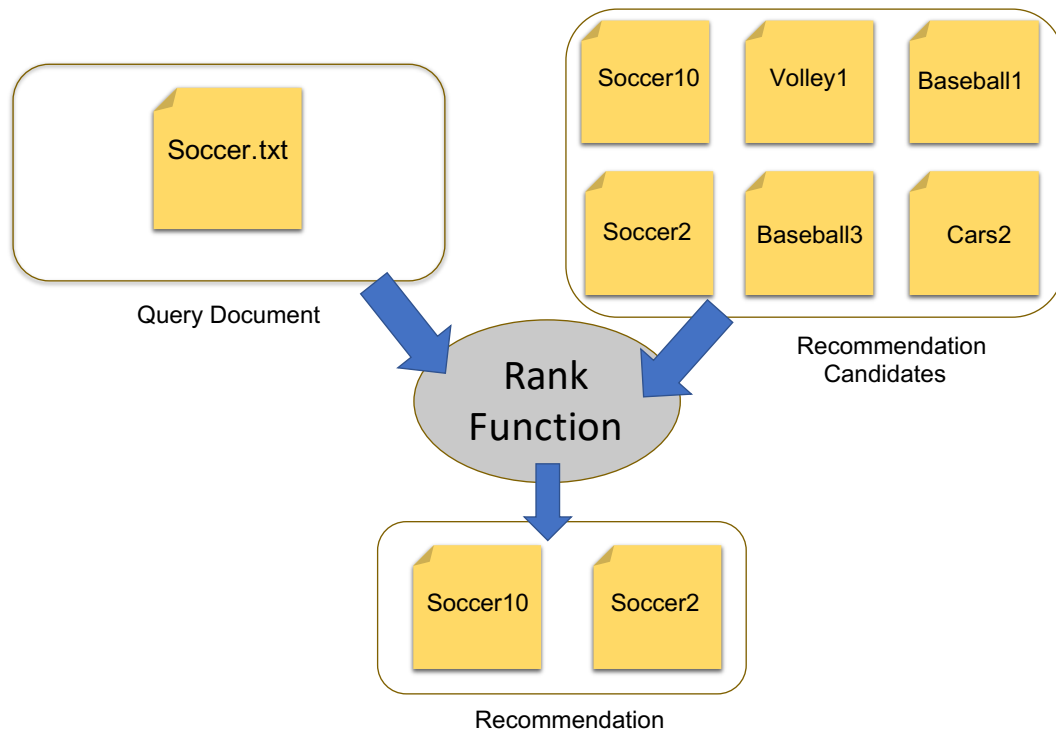 Soccer.txt
Query Document
Soccer10
Volley1
Baseball1
Soccer2
Baseball3
Cars2
Recommendation
Candidates
Rank
Function
Soccer10
Soccer2
Recommendation